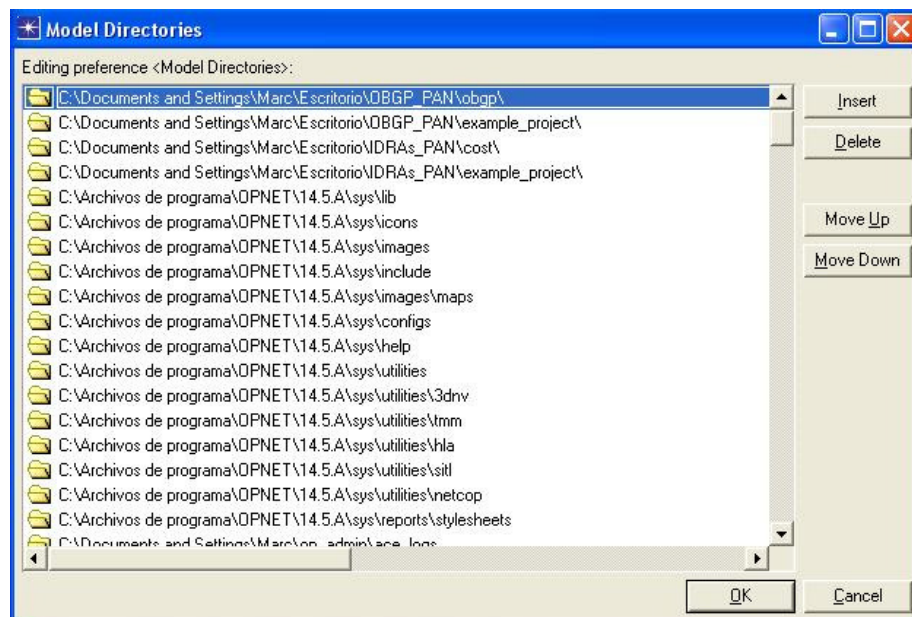 Model Directories
Editing preference <Model Directories>:
C:\Documents and Settings\Marc\Escritorio\OBGP_PAN\obgp\
C:\Documents and Settings\Marc\Escritorio\OBGP_PAN\example_project\
C:\Documents and Settings\Marc\Escritorio\IDRAs_PAN\cost\
C:\Documents and Settings\Marc\Escritorio\IDRAs_PAN\example_project\
C:\Archivos de programa\OPNET\14.5.A\sys\lib
C:\Archivos de programa\OPNET\14.5.A\sys\icons
C:\Archivos de programa\OPNET\14.5.A\sys\images
C:\Archivos de programa\OPNET\14.5.A\sys\include
C:\Archivos de programa\OPNET\14.5.A\sys\images\maps
C:\Archivos de programa\OPNET\14.5.A\sys\configs
C:\Archivos de programa\OPNET\14.5.A\sys\help
C:\Archivos de programa\OPNET\14.5.A\sys\utilities
C:\Archivos de programa\OPNET\14.5.A\sys\utilities\3dnv
C:\Archivos de programa\OPNET\14.5.A\sys\utilities\tmm
C:\Archivos de programa\OPNET\14.5.A\sys\utilities\hla
C:\Archivos de programa\OPNET\14.5.A\sys\utilities\sitl
C:\Archivos de programa\OPNET\14.5.A\sys\utilities\netcop
C:\Archivos de programa\OPNET\14.5.A\sys\reports\stylesheets
C:\Documents and Settings\Marc\op_admin\ace_logs
Insert
Delete
Move Up
Move Down
OK
Cancel